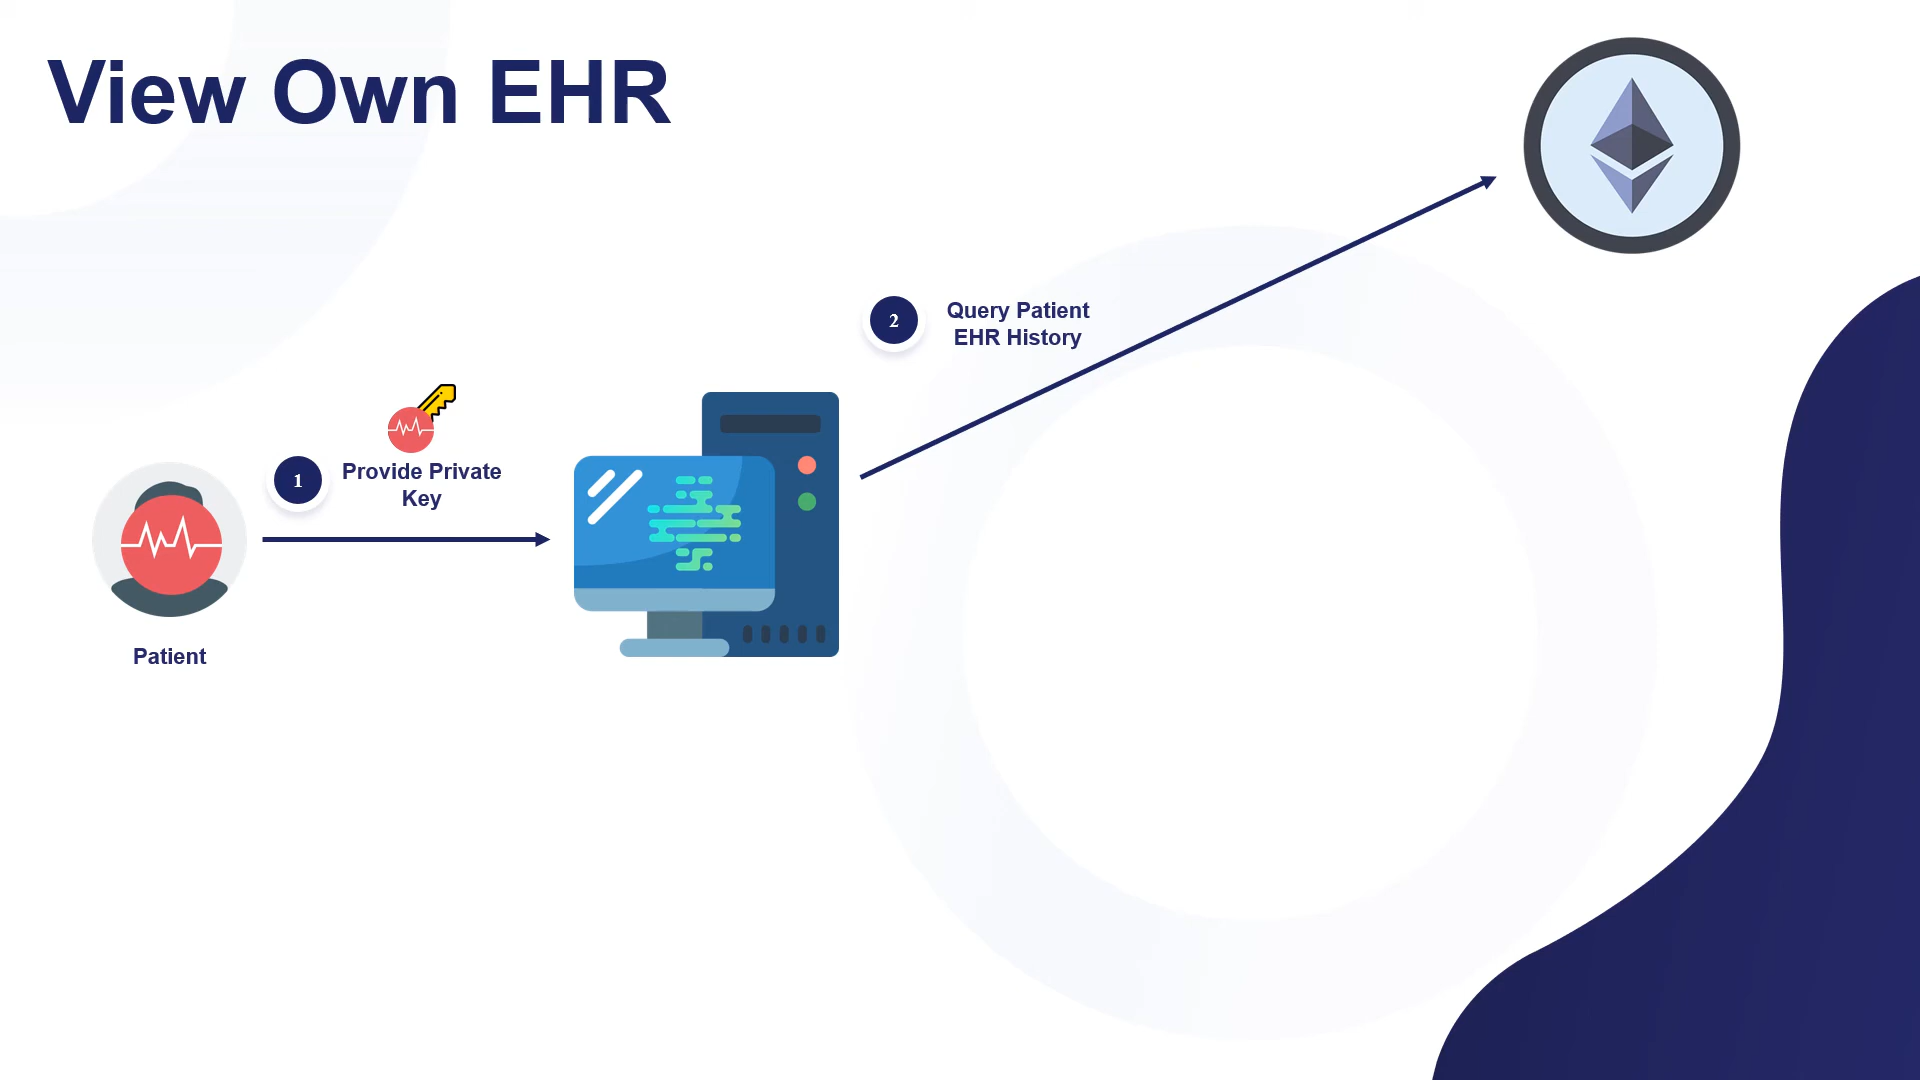 View Own EHR
2
Query Patient
EHR History
1
Provide Private
Key
Patient